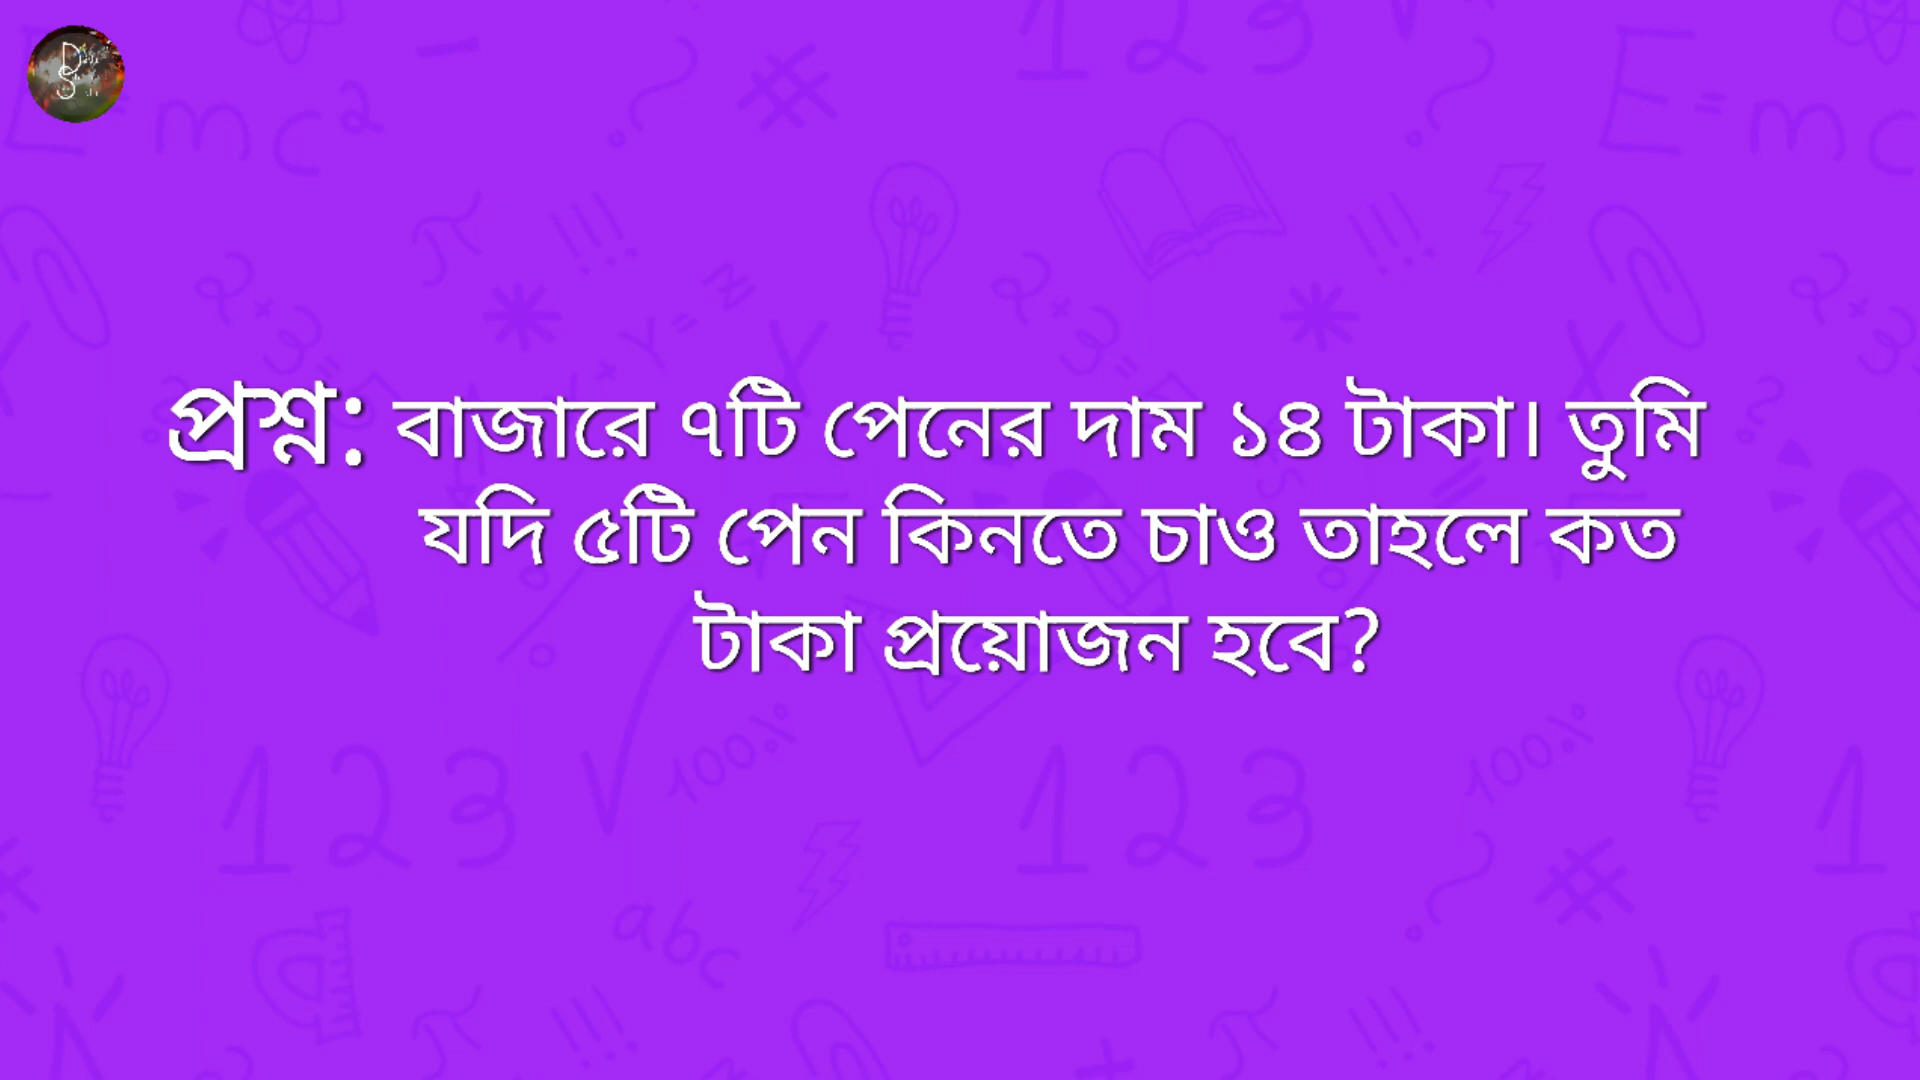 প্রশ্ন: বাজারে ৭টি পেনের দাম ১৪ টাকা। তুমি
যদি ৫টি পেন কিনতে চাও তাহলে কত
টাকা প্রয়োজন হবে?